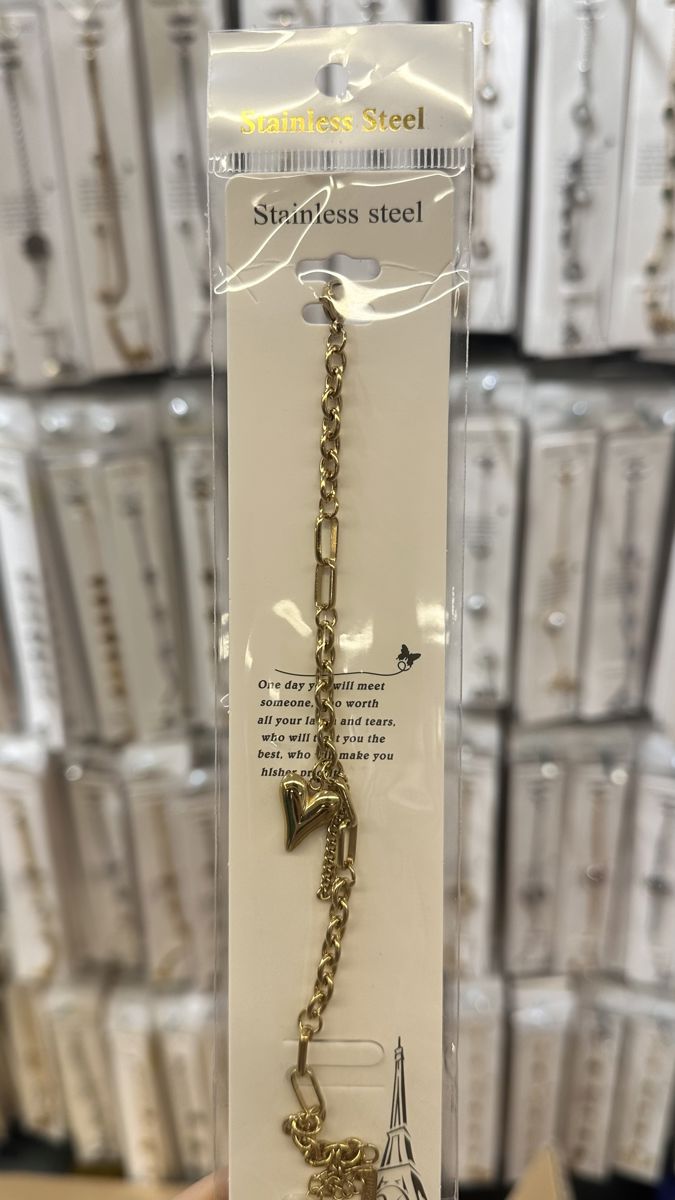 Stainless Steel
Stainless steel
One day will meet
someone, worth
all your and tears,
who will you the
best, who make you
hisher